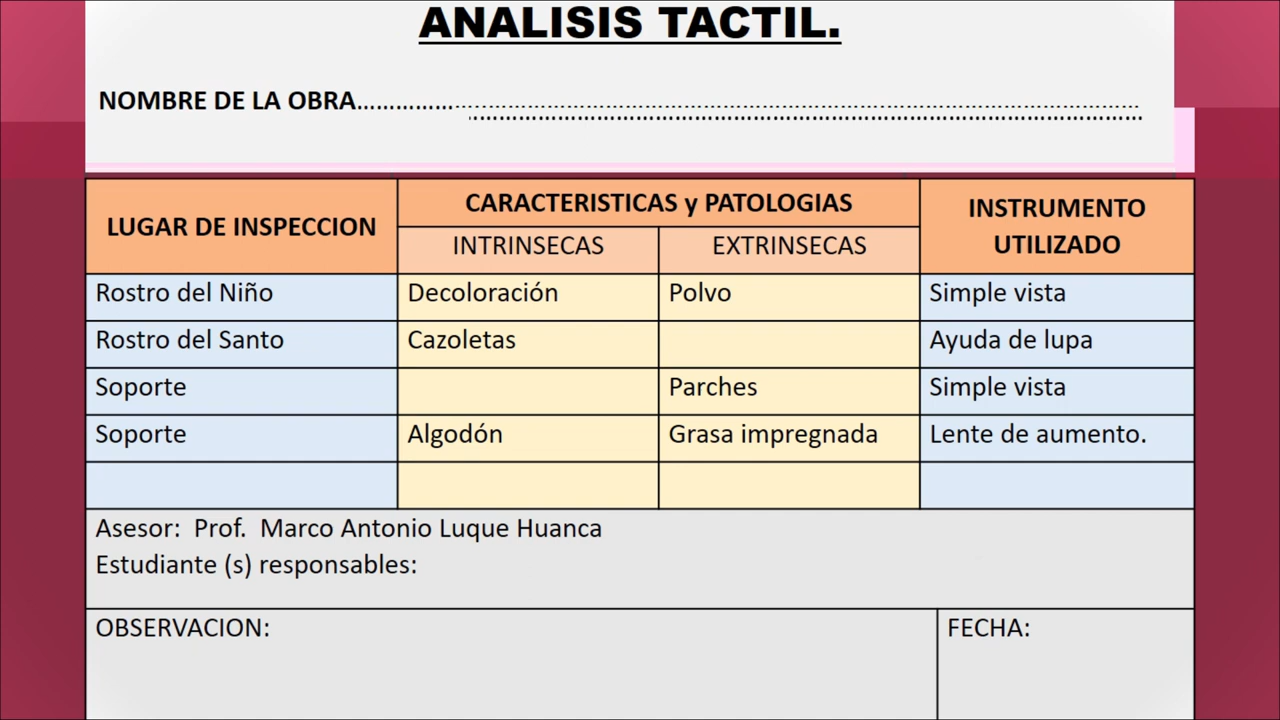 ANALISIS TACTIL.
NOMBRE DE LA OBRA..............................................................................................................................
...............................................................................................
LUGAR DE INSPECCION
CARACTERISTICAS y PATOLOGIAS
INSTRUMENTO
UTILIZADO
INTRINSECAS
EXTRINSECAS
Rostro del Niño
Decoloración
Polvo
Simple vista
Rostro del Santo
Cazoletas
Ayuda de lupa
Soporte
Parches
Simple vista
Soporte
Algodón
Grasa impregnada
Lente de aumento.
Asesor: Prof. Marco Antonio Luque Huanca
Estudiante (s) responsables:
OBSERVACION:
FECHA: